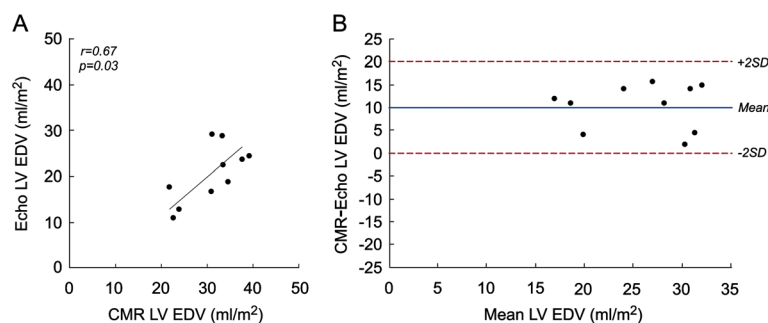 A
r=0.67
p=0.03
50
40
30
20
10
0
0 10 20 30 40 50
Echo LV EDV (ml/m²)
CMR LV EDV (ml/m²)
B
25
20
15
10
5
0
-5
-10
-15
-20
-25
0 5 10 15 20 25 30 35
CMR-Echo LV EDV (ml/m²)
Mean LV EDV (ml/m²)
+2SD
Mean
-2SD